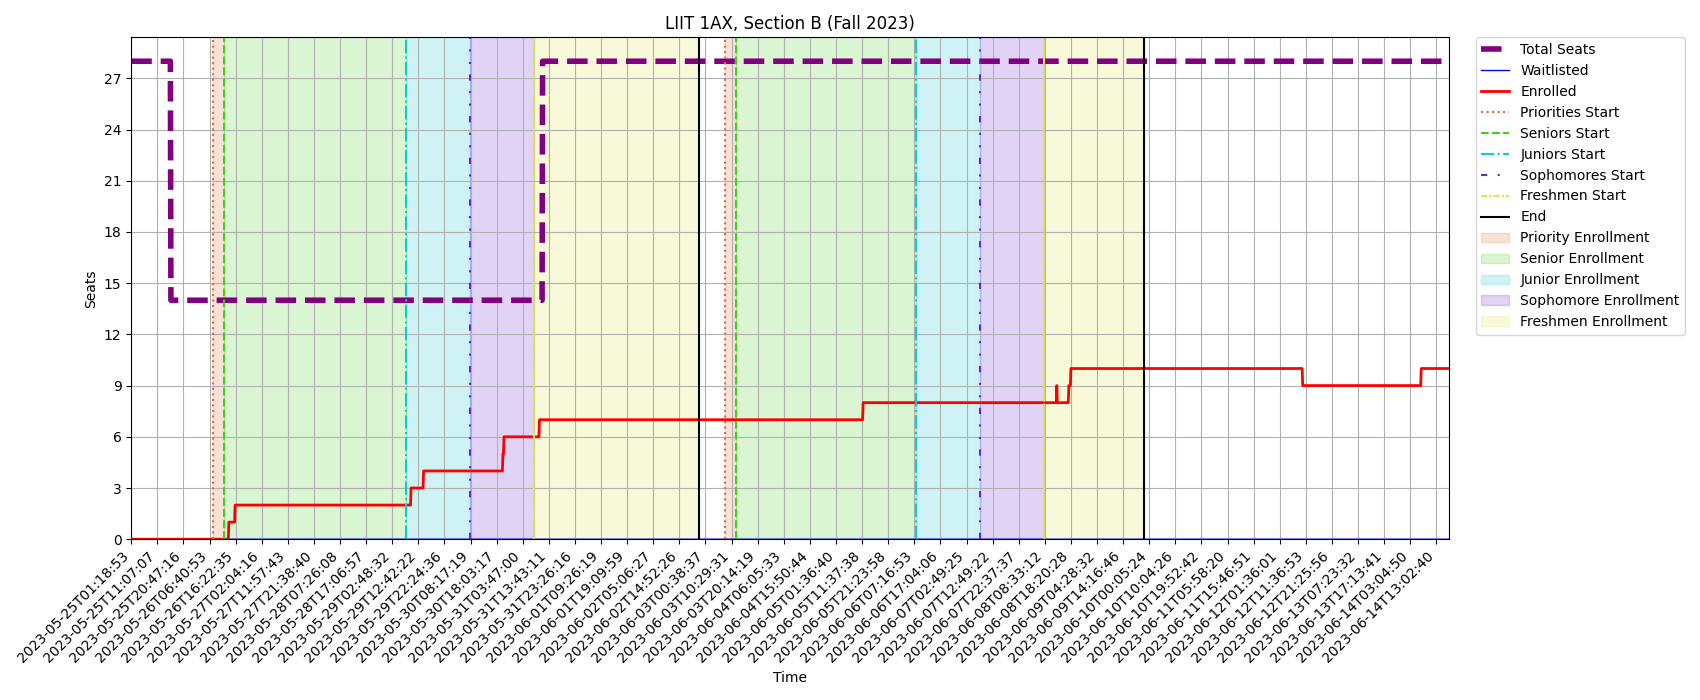 LIIT 1AX, Section B (Fall 2023)
Seats
27
24
21
18
15
12
9
6
3
0
2023-05-25T01:18:53
2023-05-25T11:07:07
2023-05-25T20:47:16
2023-05-26T06:40:53
2023-05-26T16:22:35
2023-05-27T02:04:16
2023-05-27T11:57:43
2023-05-27T21:38:40
2023-05-28T07:26:08
2023-05-28T17:06:57
2023-05-29T02:48:32
2023-05-29T12:42:22
2023-05-29T22:24:36
2023-05-30T08:17:19
2023-05-30T18:03:17
2023-05-31T03:47:00
2023-05-31T13:43:11
2023-05-31T23:26:16
2023-06-01T09:26:19
2023-06-01T19:09:59
2023-06-02T05:06:27
2023-06-02T14:52:26
2023-06-03T00:38:37
2023-06-03T10:29:31
2023-06-03T20:14:19
2023-06-04T06:05:33
2023-06-04T15:50:44
2023-06-05T01:36:40
2023-06-05T11:37:38
2023-06-05T21:23:58
2023-06-06T07:16:53
2023-06-06T17:04:06
2023-06-07T02:49:25
2023-06-07T12:49:22
2023-06-07T22:37:37
2023-06-08T08:33:12
2023-06-08T18:20:28
2023-06-09T04:28:32
2023-06-09T14:16:46
2023-06-10T00:05:24
2023-06-10T10:04:26
2023-06-10T19:52:42
2023-06-11T05:58:20
2023-06-11T15:46:51
2023-06-12T01:36:01
2023-06-12T11:36:53
2023-06-12T21:25:56
2023-06-13T07:23:32
2023-06-13T17:13:41
2023-06-14T03:04:50
2023-06-14T13:02:40
Time
Total Seats
Waitlisted
Enrolled
Priorities Start
Seniors Start
Juniors Start
Sophomores Start
Freshmen Start
End
Priority Enrollment
Senior Enrollment
Junior Enrollment
Sophomore Enrollment
Freshmen Enrollment